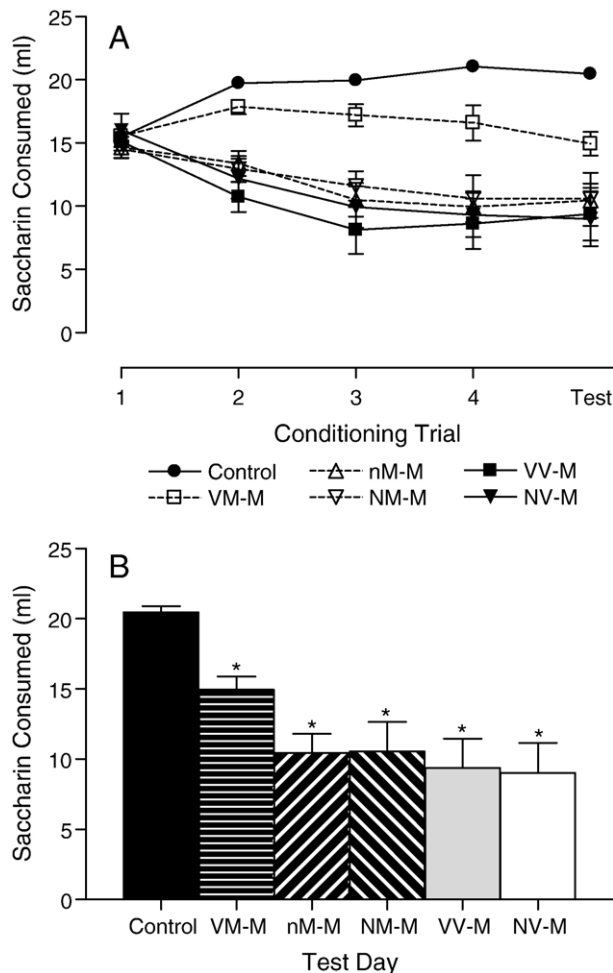 A
Saccharin Consumed (ml)
25
20
15
10
5
0
1 2 3 4 Test
Conditioning Trial
Control nM-M VV-M
VM-M NM-M NV-M
B
Saccharin Consumed (ml)
25
20
15
10
5
0
* * * * *
Control VM-M nM-M NM-M VV-M NV-M
Test Day